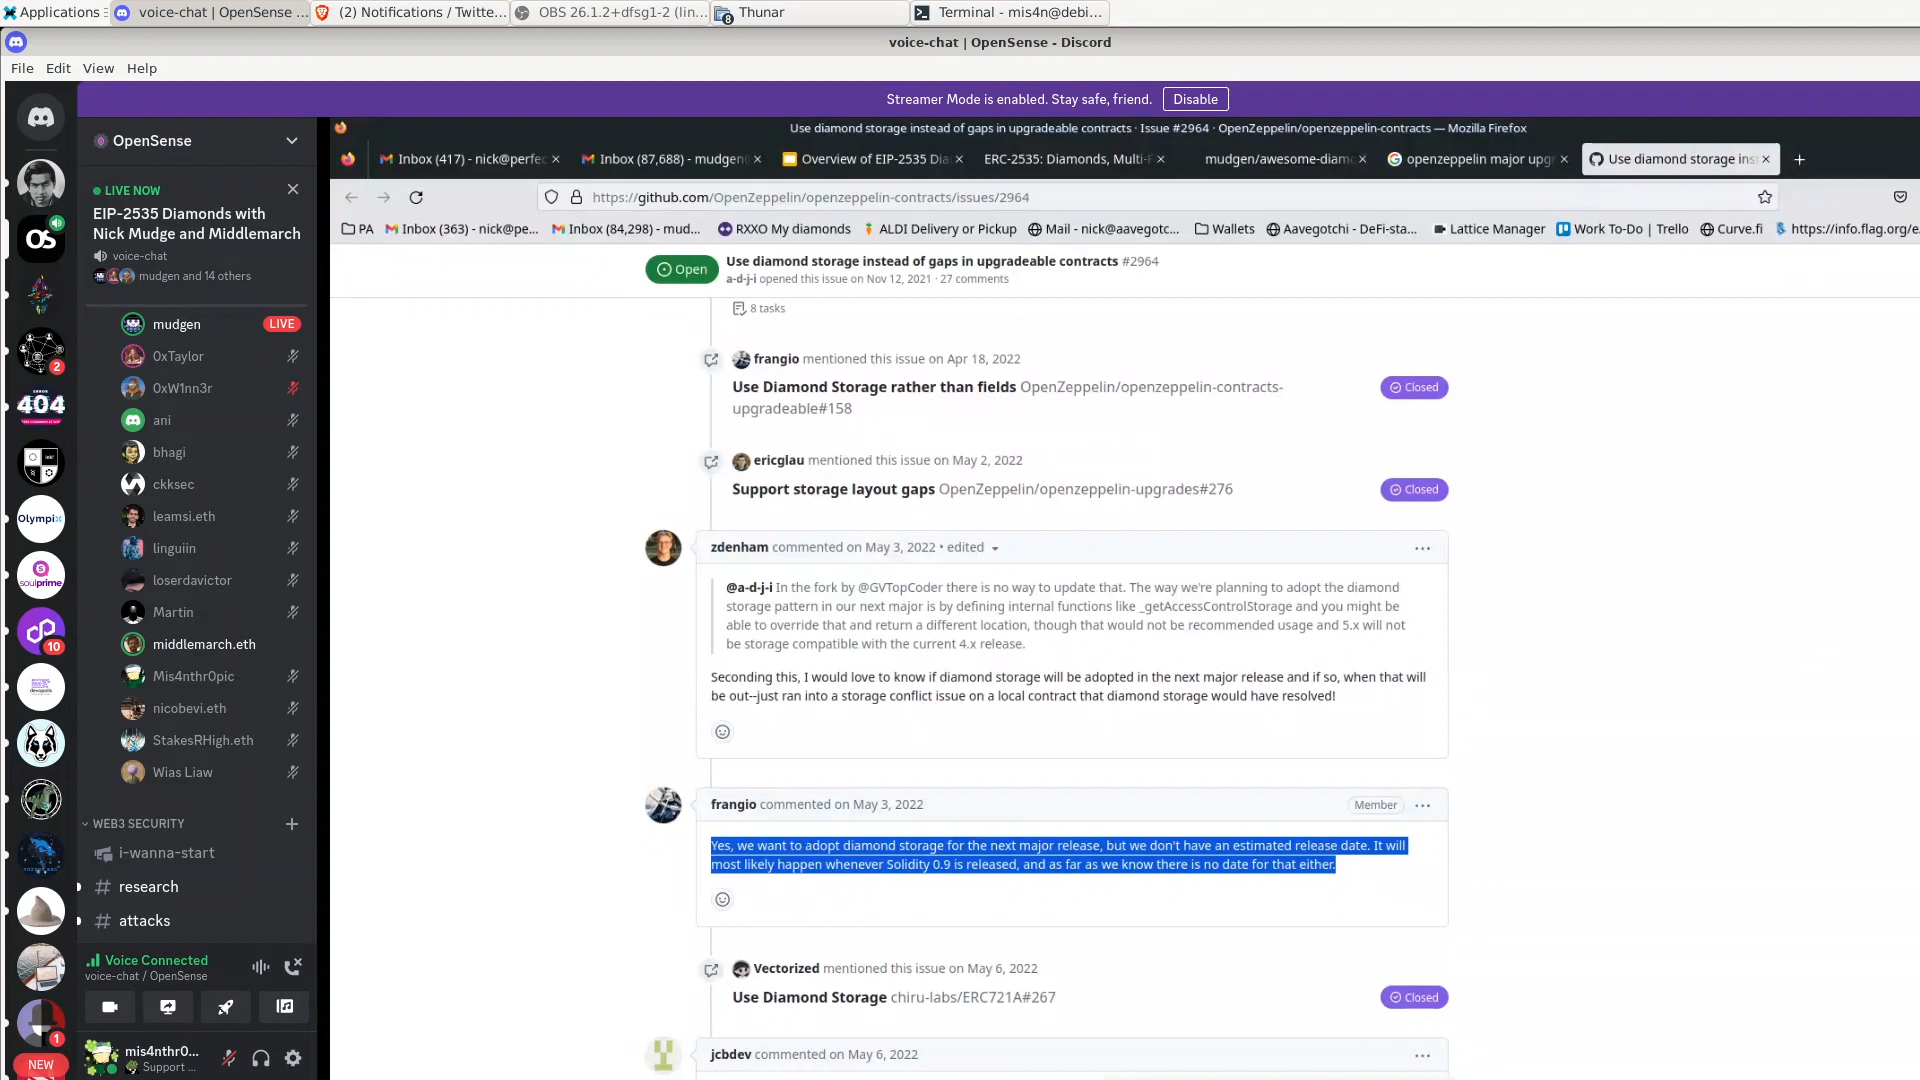 Applications
voice-chat | OpenSense ...
(2) Notifications / Twitte...
OBS 26.1.2+dfsg1-2 (lin...
8
Thunar
Terminal - mis4n@debi...
voice-chat | OpenSense - Discord
File Edit View Help
Streamer Mode is enabled. Stay safe, friend. Disable
OpenSense
LIVE NOW
EIP-2535 Diamonds with
Nick Mudge and Middlemarch
voice-chat
mudgen and 14 others
mudgen LIVE
0xTaylor
0xW1nn3r
ani
bhagi
ckksec
leamsi.eth
linguiin
loserdavictor
Martin
middlemarch.eth
Mis4nthr0pic
nicobevi.eth
StakesRHigh.eth
Wias Liaw
WEB3 SECURITY
i-wanna-start
research
attacks
Voice Connected
voice-chat / OpenSense
mis4nthr0...
Support ...
OS
2
404
OlympiX
soulprime
10
1
NEW
Use diamond storage instead of gaps in upgradeable contracts · Issue #2964 · OpenZeppelin/openzeppelin-contracts — Mozilla Firefox
Inbox (417) - nick@perfec
Inbox (87,688) - mudgen
Overview of EIP-2535 Dia
ERC-2535: Diamonds, Multi-F
mudgen/awesome-diamo
openzeppelin major upgr
Use diamond storage inst
https://github.com/OpenZeppelin/openzeppelin-contracts/issues/2964
PA
Inbox (363) - nick@pe...
Inbox (84,298) - mud...
RXXO My diamonds
ALDI Delivery or Pickup
Mail - nick@aavegotc...
Wallets
Aavegotchi - DeFi-sta...
Lattice Manager
Work To-Do | Trello
Curve.fi
https://info.flag.org/e
Open
Use diamond storage instead of gaps in upgradeable contracts #2964
a-d-j-i opened this issue on Nov 12, 2021 · 27 comments
8 tasks
frangio mentioned this issue on Apr 18, 2022
Use Diamond Storage rather than fields OpenZeppelin/openzeppelin-contracts-
upgradeable#158
Closed
ericglau mentioned this issue on May 2, 2022
Support storage layout gaps OpenZeppelin/openzeppelin-upgrades#276
Closed
zdenham commented on May 3, 2022 • edited
@a-d-j-i In the fork by @GVTopCoder there is no way to update that. The way we're planning to adopt the diamond
storage pattern in our next major is by defining internal functions like _getAccessControlStorage and you might be
able to override that and return a different location, though that would not be recommended usage and 5.x will not
be storage compatible with the current 4.x release.
Seconding this, I would love to know if diamond storage will be adopted in the next major release and if so, when that will
be out--just ran into a storage conflict issue on a local contract that diamond storage would have resolved!
frangio commented on May 3, 2022
Member
Yes, we want to adopt diamond storage for the next major release, but we don't have an estimated release date. It will
most likely happen whenever Solidity 0.9 is released, and as far as we know there is no date for that either.
Vectorized mentioned this issue on May 6, 2022
Use Diamond Storage chiru-labs/ERC721A#267
Closed
jcbdev commented on May 6, 2022